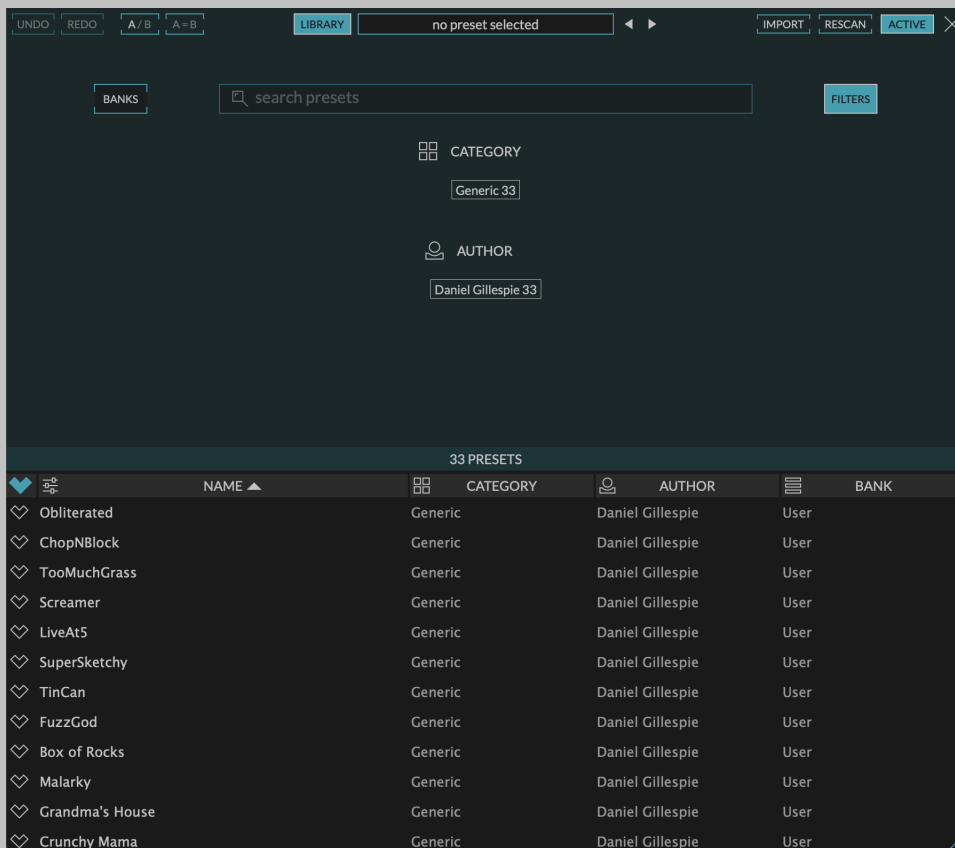 UNDO REDO A / B A = B LIBRARY no preset selected IMPORT RESCAN ACTIVE
BANKS search presets FILTERS
CATEGORY
Generic 33
AUTHOR
Daniel Gillespie 33
33 PRESETS
NAME CATEGORY AUTHOR BANK
Obliterated Generic Daniel Gillespie User
ChopNBlock Generic Daniel Gillespie User
TooMuchGrass Generic Daniel Gillespie User
Screamer Generic Daniel Gillespie User
LiveAt5 Generic Daniel Gillespie User
SuperSketchy Generic Daniel Gillespie User
TinCan Generic Daniel Gillespie User
FuzzGod Generic Daniel Gillespie User
Box of Rocks Generic Daniel Gillespie User
Malarky Generic Daniel Gillespie User
Grandma's House Generic Daniel Gillespie User
Crunchy Mama Generic Daniel Gillespie User